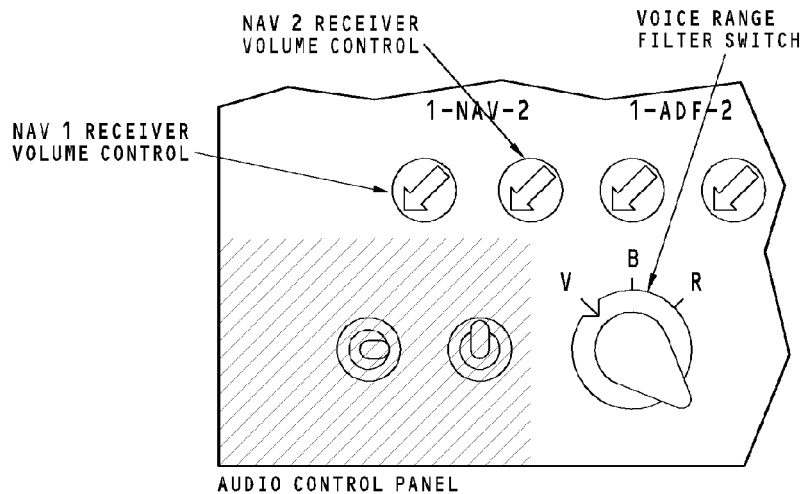 NAV 2 RECEIVER
VOLUME CONTROL
VOICE RANGE
FILTER SWITCH
1-NAV-2
1-ADF-2
NAV 1 RECEIVER
VOLUME CONTROL
V
B
R
AUDIO CONTROL PANEL